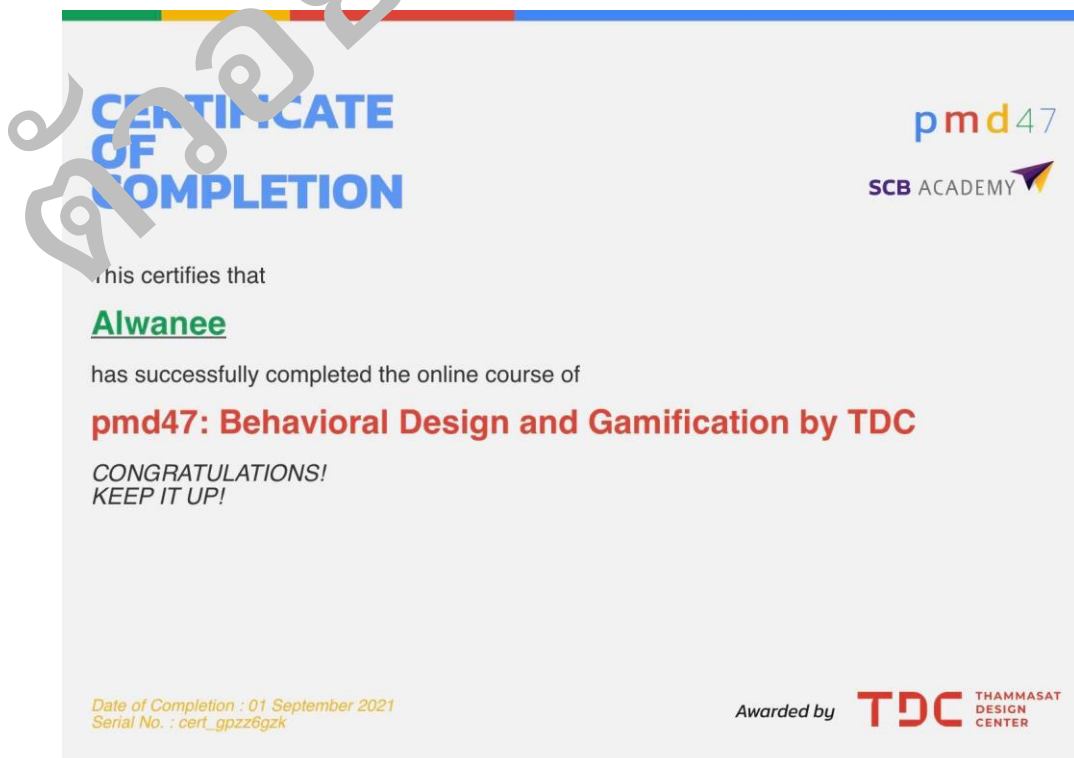 CERTIFICATE
OF
COMPLETION
pmd47
SCB ACADEMY
This certifies that
Alwanee
has successfully completed the online course of
pmd47: Behavioral Design and Gamification by TDC
CONGRATULATIONS!
KEEP IT UP!
Date of Completion : 01 September 2021
Serial No. : cert_gpzz6gzk
Awarded by
TDC
THAMMASAT
DESIGN
CENTER